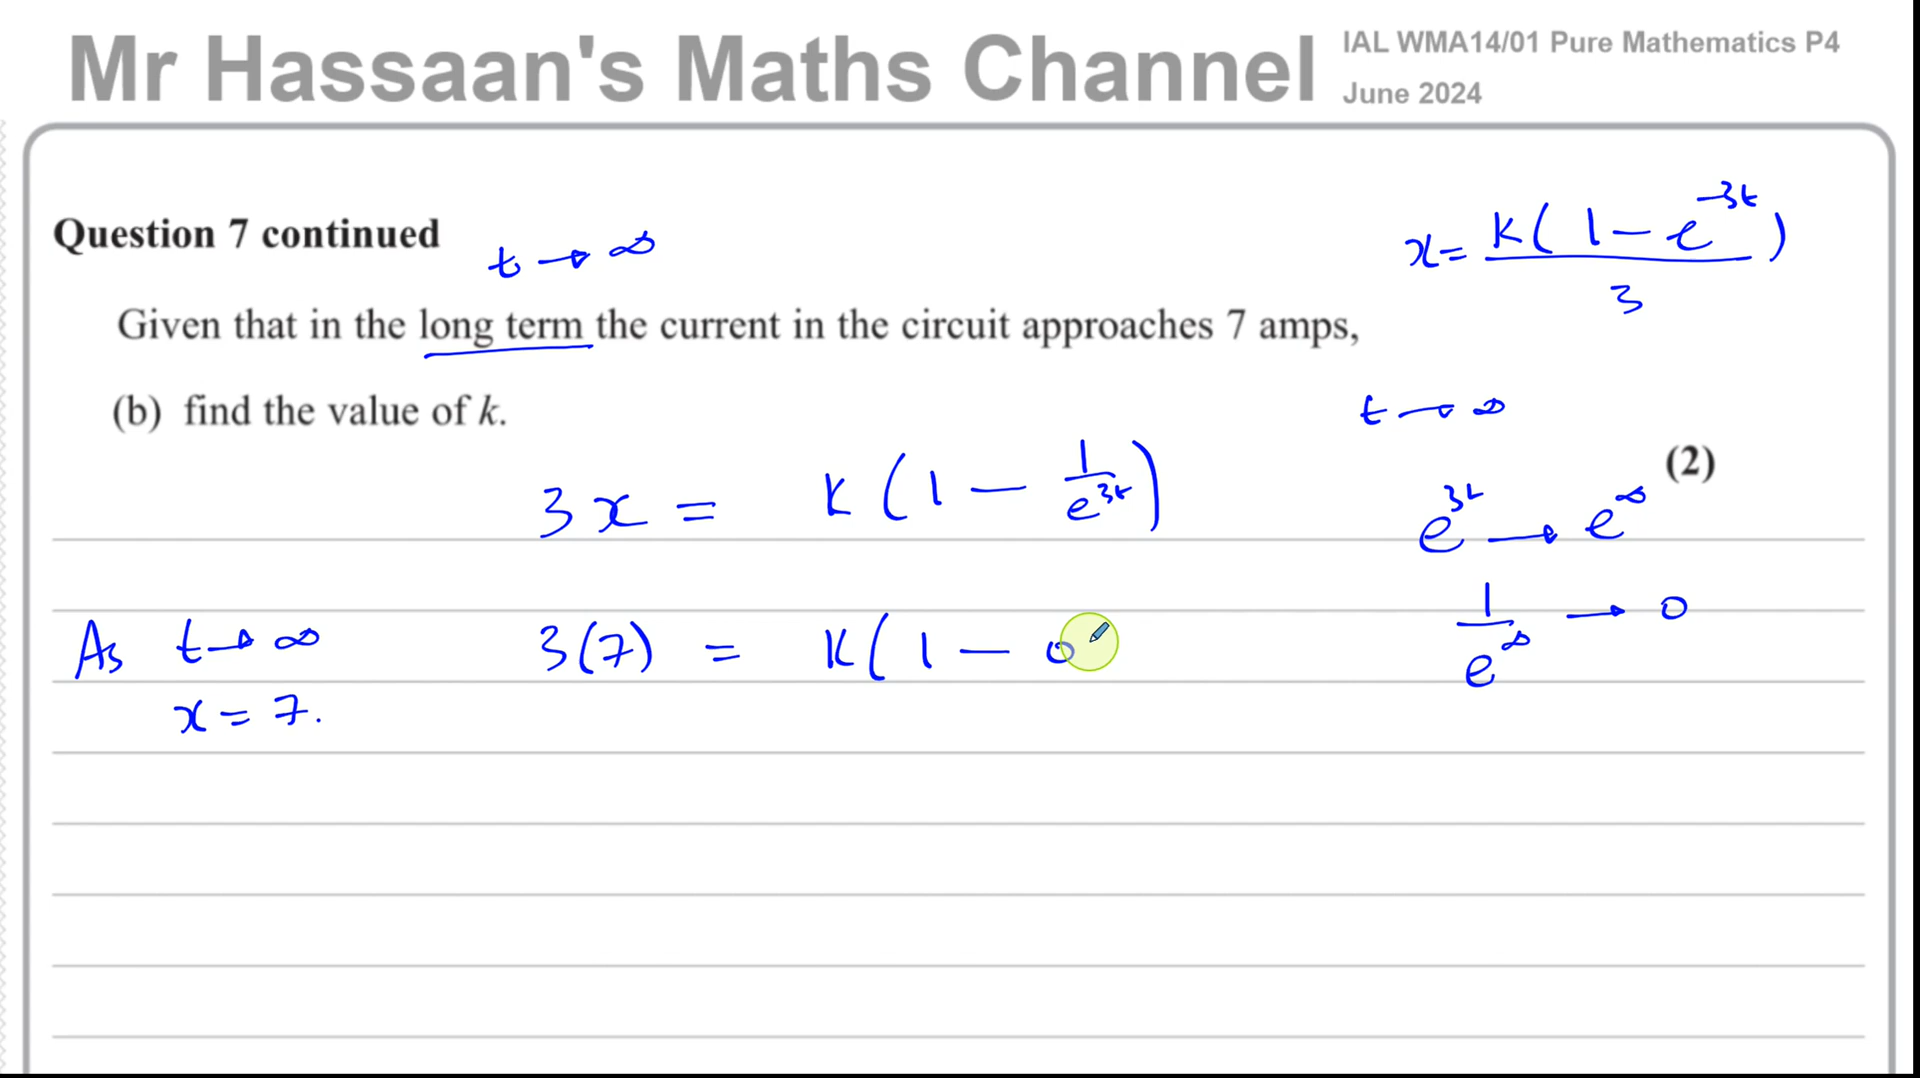 Mr Hassaan's Maths Channel
IAL WMA14/01 Pure Mathematics P4
June 2024
Question 7 continued
t → ∞
x = k(1 - e^-3t)/3
Given that in the long term the current in the circuit approaches 7 amps,
(b) find the value of k.
t → ∞
(2)
3x = k(1 - 1/e^3t)
e^3t → e^∞
As t → ∞
3(7) = k(1 - 0
1/e^∞ → 0
x = 7.